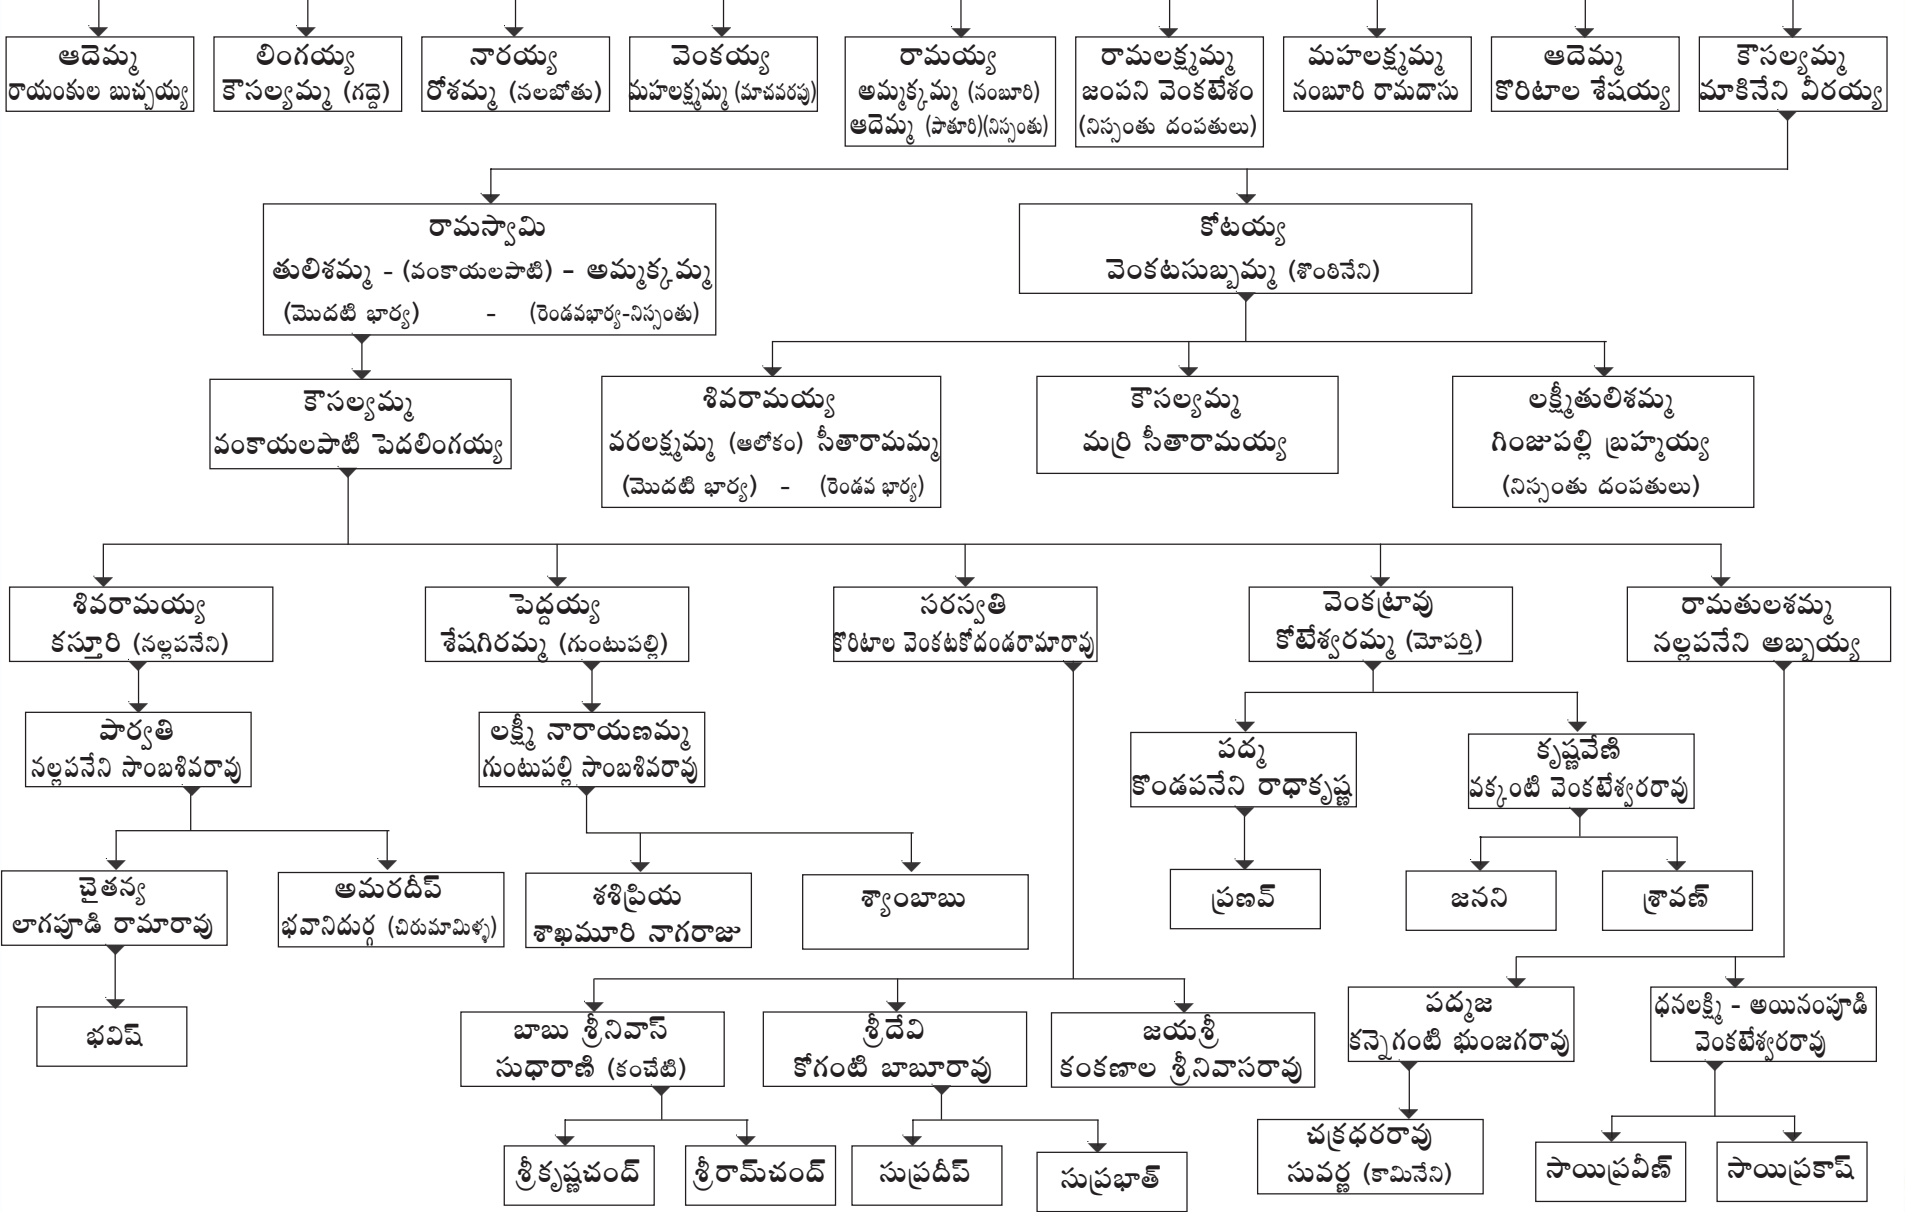 ఆదెమ్మ
రాయంకుల బుచ్చయ్య
లింగయ్య
కౌసల్యమ్మ (గద్దె)
నారయ్య
రోశమ్మ (నలబోతు)
వెంకయ్య
మహలక్ష్మమ్మ (మాచవరపు)
రామయ్య
అమ్మక్కమ్మ (నంబూరి)
ఆదెమ్మ (పాతూరి)(నిస్సంతు)
రామలక్ష్మమ్మ
జంపని వెంకటేశం
(నిస్సంతు దంపతులు)
మహలక్ష్మమ్మ
నంబూరి రామదాసు
ఆదెమ్మ
కొరిటాల శేషయ్య
కౌసల్యమ్మ
మాకినేని వీరయ్య
రామస్వామి
తులిశమ్మ - (వంకాయలపాటి) – అమ్మక్కమ్మ
(మొదటి భార్య) - (రెండవభార్య-నిస్సంతు)
కోటయ్య
వెంకటసుబ్బమ్మ (శొంఠినేని)
కౌసల్యమ్మ
వంకాయలపాటి పెదలింగయ్య
శివరామయ్య
వరలక్ష్మమ్మ (ఆలోకం) సీతారామమ్మ
(మొదటి భార్య) - (రెండవ భార్య)
కౌసల్యమ్మ
మర్రి సీతారామయ్య
లక్ష్మీతులిశమ్మ
గింజుపల్లి బ్రహ్మయ్య
(నిస్సంతు దంపతులు)
శివరామయ్య
కస్తూరి (నల్లపనేని)
పెద్దయ్య
శేషగిరమ్మ (గుంటుపల్లి)
సరస్వతి
కొరిటాల వెంకటకోదండరామారావు
వెంకట్రావు
కోటేశ్వరమ్మ (మోపర్తి)
రామతులశమ్మ
నల్లపనేని అబ్బయ్య
పార్వతి
నల్లపనేని సాంబశివరావు
లక్ష్మీ నారాయణమ్మ
గుంటుపల్లి సాంబశివరావు
పద్మ
కొండపనేని రాధాకృష్ణ
కృష్ణవేణి
వక్కంటి వెంకటేశ్వరరావు
చైతన్య
లాగపూడి రామారావు
అమరదీప్
భవానిదుర్గ (చిరుమామిళ్ళ)
శశిప్రియ
శాఖమూరి నాగరాజు
శ్యాంబాబు
ప్రణవ్
జనని
శ్రావణ్
భవిష్
బాబు శ్రీనివాస్
సుధారాణి (కంచేటి)
శ్రీదేవి
కోగంటి బాబూరావు
జయశ్రీ
కంకణాల శ్రీనివాసరావు
పద్మజ
కన్నెగంటి భుంజగరావు
ధనలక్ష్మి - అయినంపూడి
వెంకటేశ్వరరావు
శ్రీకృష్ణచంద్
శ్రీరామ్‌చంద్
సుప్రదీప్
సుప్రభాత్
చక్రధరరావు
సువర్ణ (కామినేని)
సాయిప్రవీణ్
సాయిప్రకాష్